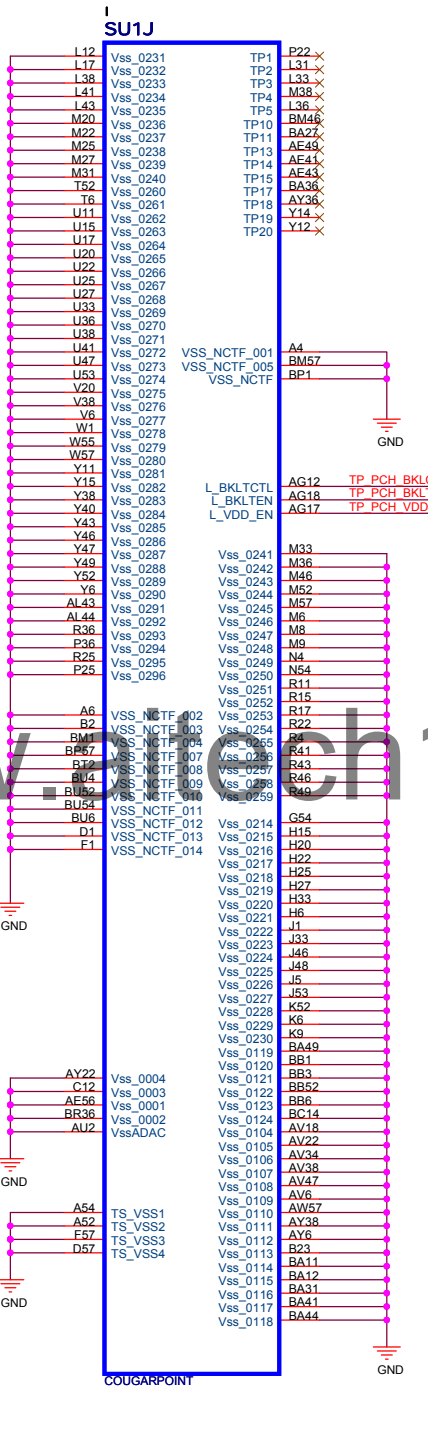 SU1J
L12 Vss_0231
L17 Vss_0232
L38 Vss_0233
L41 Vss_0234
L43 Vss_0235
M20 Vss_0236
M22 Vss_0237
M25 Vss_0238
M27 Vss_0239
M31 Vss_0240
T52 Vss_0260
T6 Vss_0261
U11 Vss_0262
U15 Vss_0263
U17 Vss_0264
U20 Vss_0265
U22 Vss_0266
U25 Vss_0267
U27 Vss_0268
U33 Vss_0269
U36 Vss_0270
U38 Vss_0271
U41 Vss_0272
U47 Vss_0273
U53 Vss_0274
V20 Vss_0275
V38 Vss_0276
V6 Vss_0277
W1 Vss_0278
W55 Vss_0279
W57 Vss_0280
Y11 Vss_0281
Y15 Vss_0282
Y38 Vss_0283
Y40 Vss_0284
Y43 Vss_0285
Y46 Vss_0286
Y47 Vss_0287
Y49 Vss_0288
Y52 Vss_0289
Y6 Vss_0290
AL43 Vss_0291
AL44 Vss_0292
R36 Vss_0293
P36 Vss_0294
R25 Vss_0295
P25 Vss_0296
A6 VSS_NCTF_002
B2 VSS_NCTF_003
BM1 VSS_NCTF_004
BP57 VSS_NCTF_007
BT2 VSS_NCTF_008
BU4 VSS_NCTF_009
BU52 VSS_NCTF_010
BU54 VSS_NCTF_011
BU6 VSS_NCTF_012
D1 VSS_NCTF_013
F1 VSS_NCTF_014
GND
AY22 Vss_0004
C12 Vss_0003
AE56 Vss_0001
BR36 Vss_0002
AU2 VssADAC
GND
A54 TS_VSS1
A52 TS_VSS2
F57 TS_VSS3
D57 TS_VSS4
GND
TP1 P22
TP2 L31
TP3 L33
TP4 M38
TP5 L36
TP10 BM46
TP11 BA27
TP13 AE49
TP14 AE41
TP15 AE43
TP17 BA36
TP18 AY36
TP19 Y14
TP20 Y12
VSS_NCTF_001 A4
VSS_NCTF_005 BM57
VSS_NCTF BP1
GND
L_BKLTCTL AG12 TP_PCH_BKL
L_BKLTEN AG18 TP_PCH_BKL
L_VDD_EN AG17 TP_PCH_VDD
Vss_0241 M33
Vss_0242 M36
Vss_0243 M46
Vss_0244 M52
Vss_0245 M57
Vss_0246 M6
Vss_0247 M8
Vss_0248 M9
Vss_0249 N4
Vss_0250 N54
Vss_0251 R11
Vss_0252 R15
Vss_0253 R17
Vss_0254 R22
Vss_0255 R4
Vss_0256 R41
Vss_0257 R43
Vss_0258 R46
Vss_0259 R49
Vss_0214 G54
Vss_0215 H15
Vss_0216 H20
Vss_0217 H22
Vss_0218 H25
Vss_0219 H27
Vss_0220 H33
Vss_0221 H6
Vss_0222 J1
Vss_0223 J33
Vss_0224 J46
Vss_0225 J48
Vss_0226 J5
Vss_0227 J53
Vss_0228 K52
Vss_0229 K6
Vss_0230 K9
Vss_0119 BA49
Vss_0120 BB1
Vss_0121 BB3
Vss_0122 BB52
Vss_0123 BB6
Vss_0124 BC14
Vss_0104 AV18
Vss_0105 AV22
Vss_0106 AV34
Vss_0107 AV38
Vss_0108 AV47
Vss_0109 AV6
Vss_0110 AW57
Vss_0111 AY38
Vss_0112 AY6
Vss_0113 B23
Vss_0114 BA11
Vss_0115 BA12
Vss_0116 BA31
Vss_0117 BA41
Vss_0118 BA44
GND
COUGARPOINT
w.aitech1